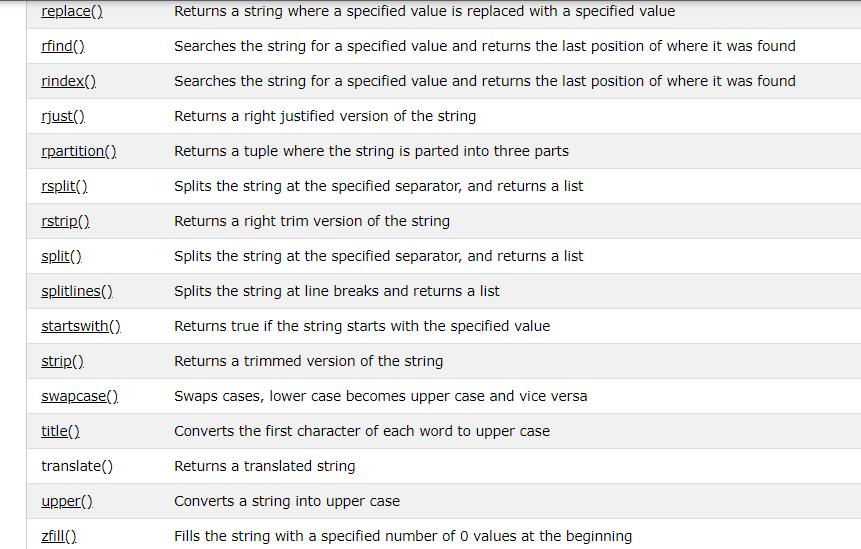 replace() Returns a string where a specified value is replaced with a specified value
rfind() Searches the string for a specified value and returns the last position of where it was found
rindex() Searches the string for a specified value and returns the last position of where it was found
rjust() Returns a right justified version of the string
rpartition() Returns a tuple where the string is parted into three parts
rsplit() Splits the string at the specified separator, and returns a list
rstrip() Returns a right trim version of the string
split() Splits the string at the specified separator, and returns a list
splitlines() Splits the string at line breaks and returns a list
startswith() Returns true if the string starts with the specified value
strip() Returns a trimmed version of the string
swapcase() Swaps cases, lower case becomes upper case and vice versa
title() Converts the first character of each word to upper case
translate() Returns a translated string
upper() Converts a string into upper case
zfill() Fills the string with a specified number of 0 values at the beginning